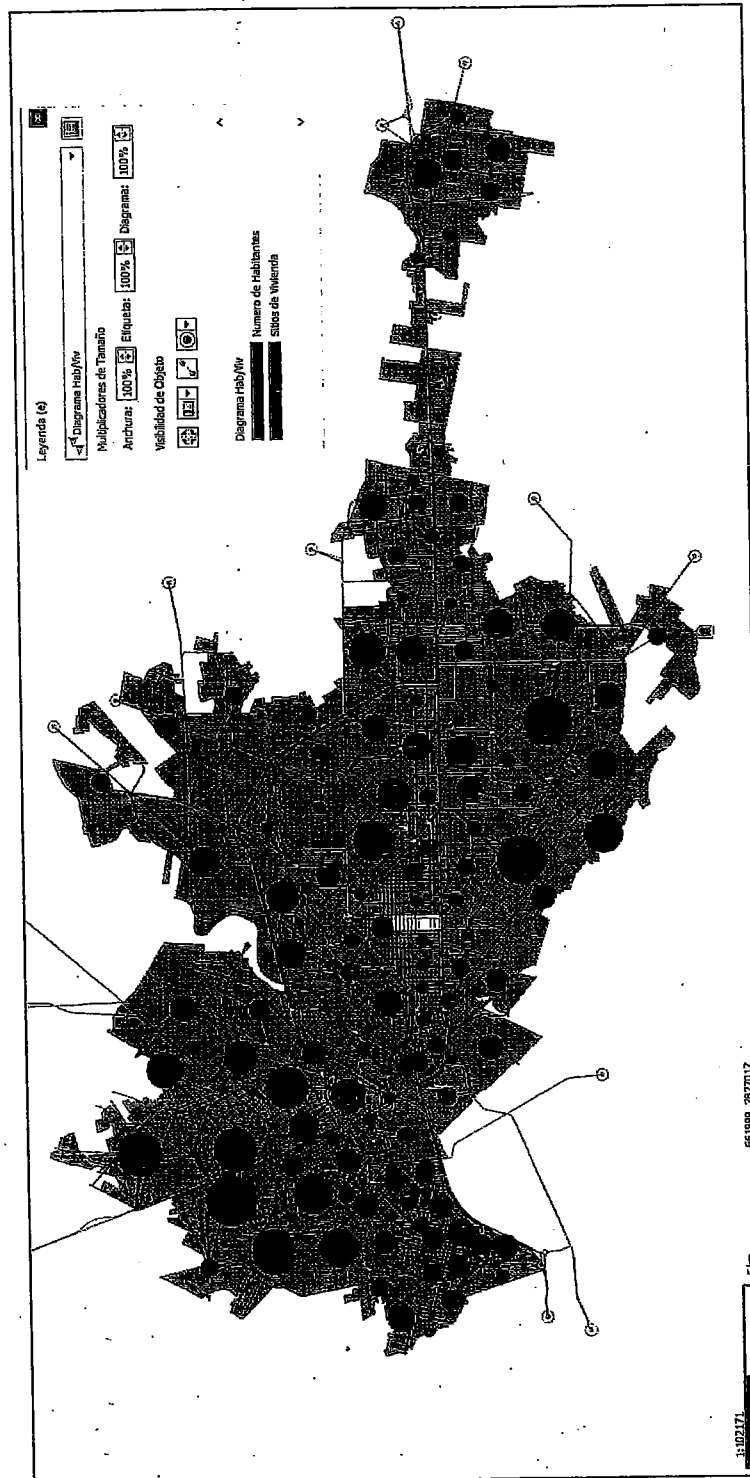 Leyenda (e)
Diagrama Hab/Viv
Multiplicadores de Tamaño
Anchura: 100% Etiqueta: 100% Diagrama: 100%
Visibilidad de Objeto
Diagrama Hab/Viv
Numero de Habitantes
Sitios de Vivienda
1:102171